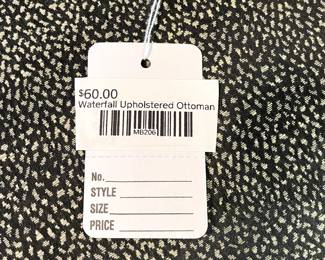 $60.00
Waterfall Upholstered Ottoman
MB206
No.
STYLE
SIZE
PRICE